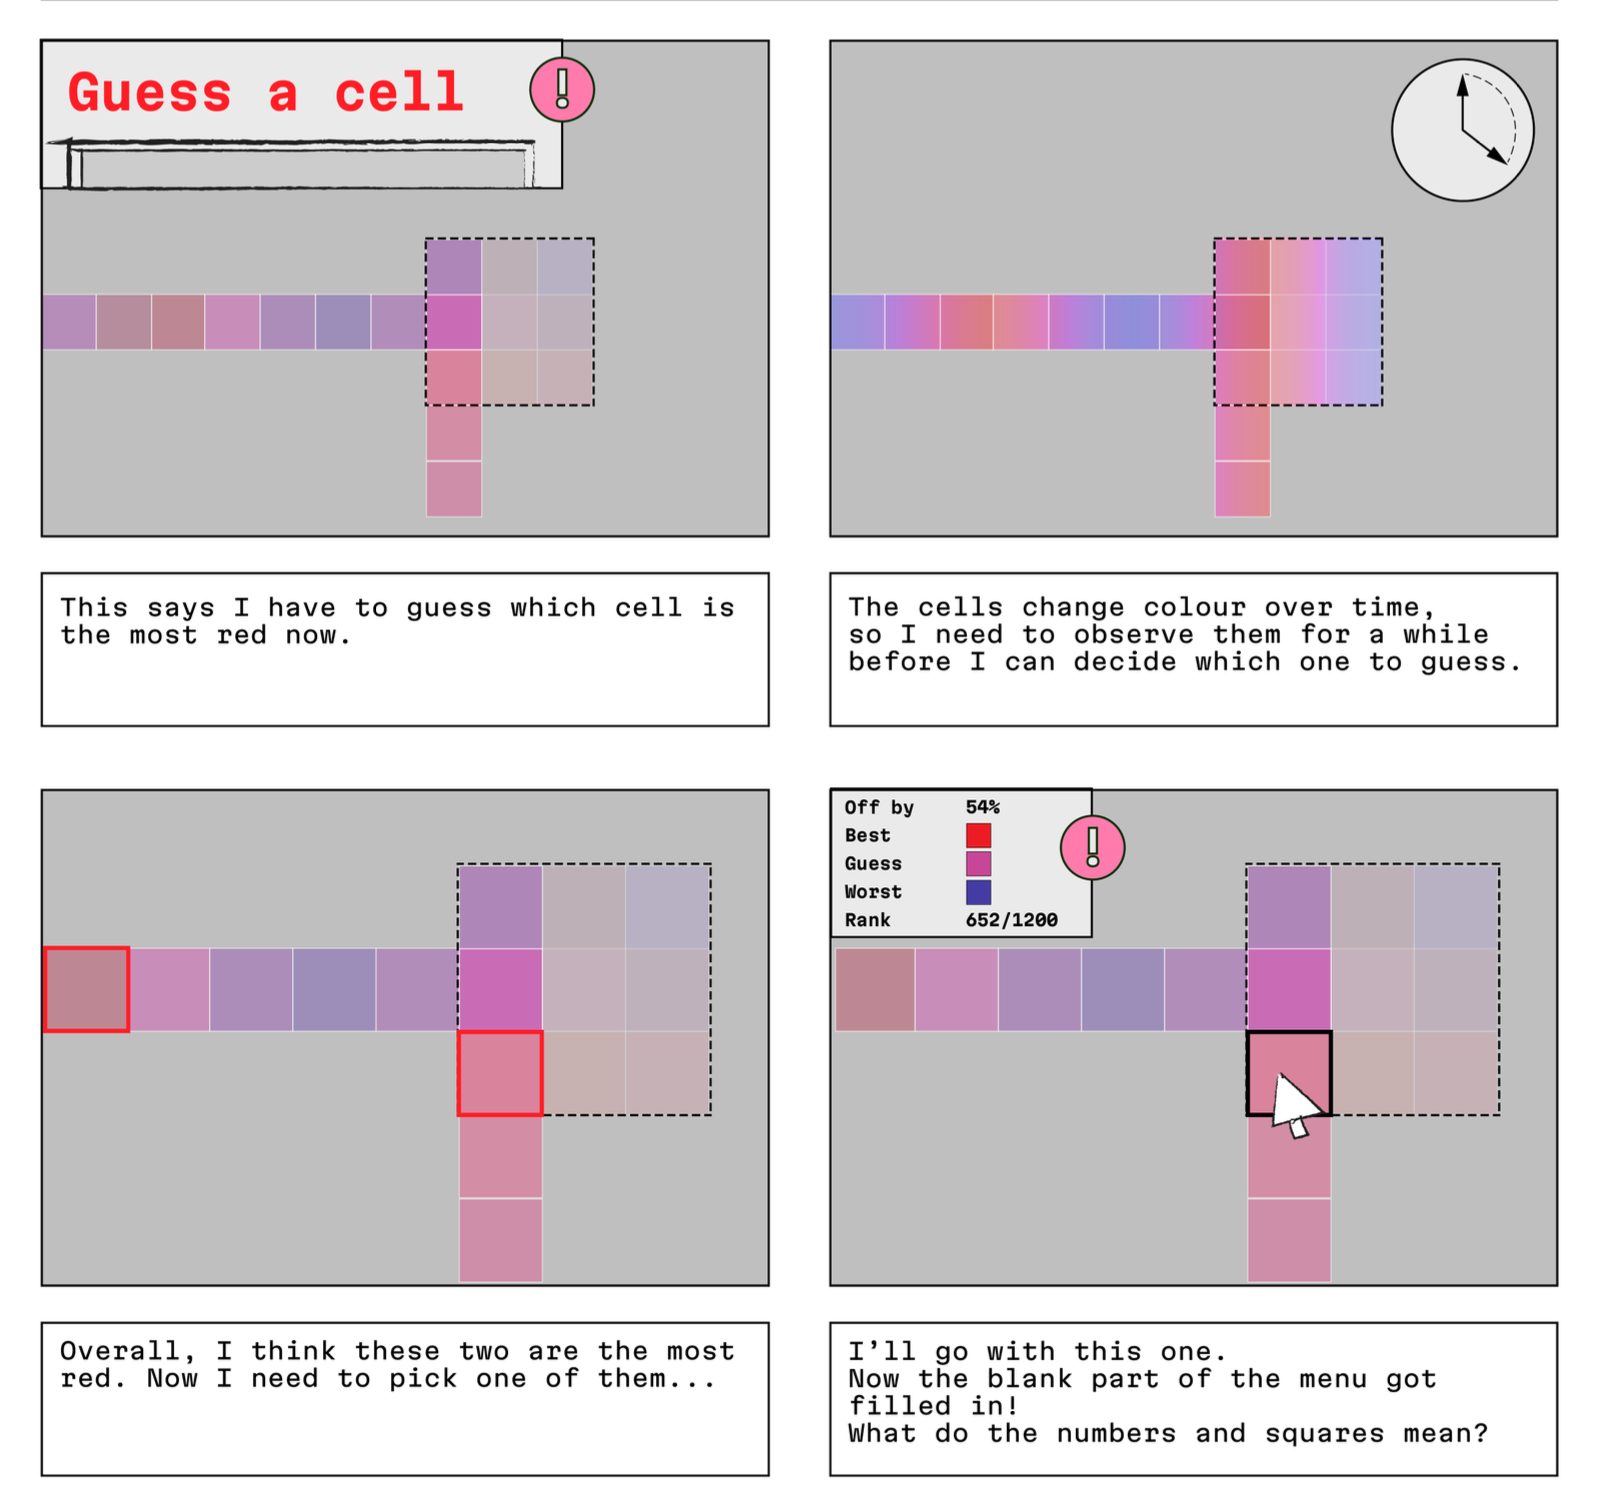 Guess a cell
!
This says I have to guess which cell is
the most red now.
The cells change colour over time,
so I need to observe them for a while
before I can decide which one to guess.
Off by 54%
Best
Guess
Worst
Rank 652/1200
!
Overall, I think these two are the most
red. Now I need to pick one of them...
I’ll go with this one.
Now the blank part of the menu got
filled in!
What do the numbers and squares mean?